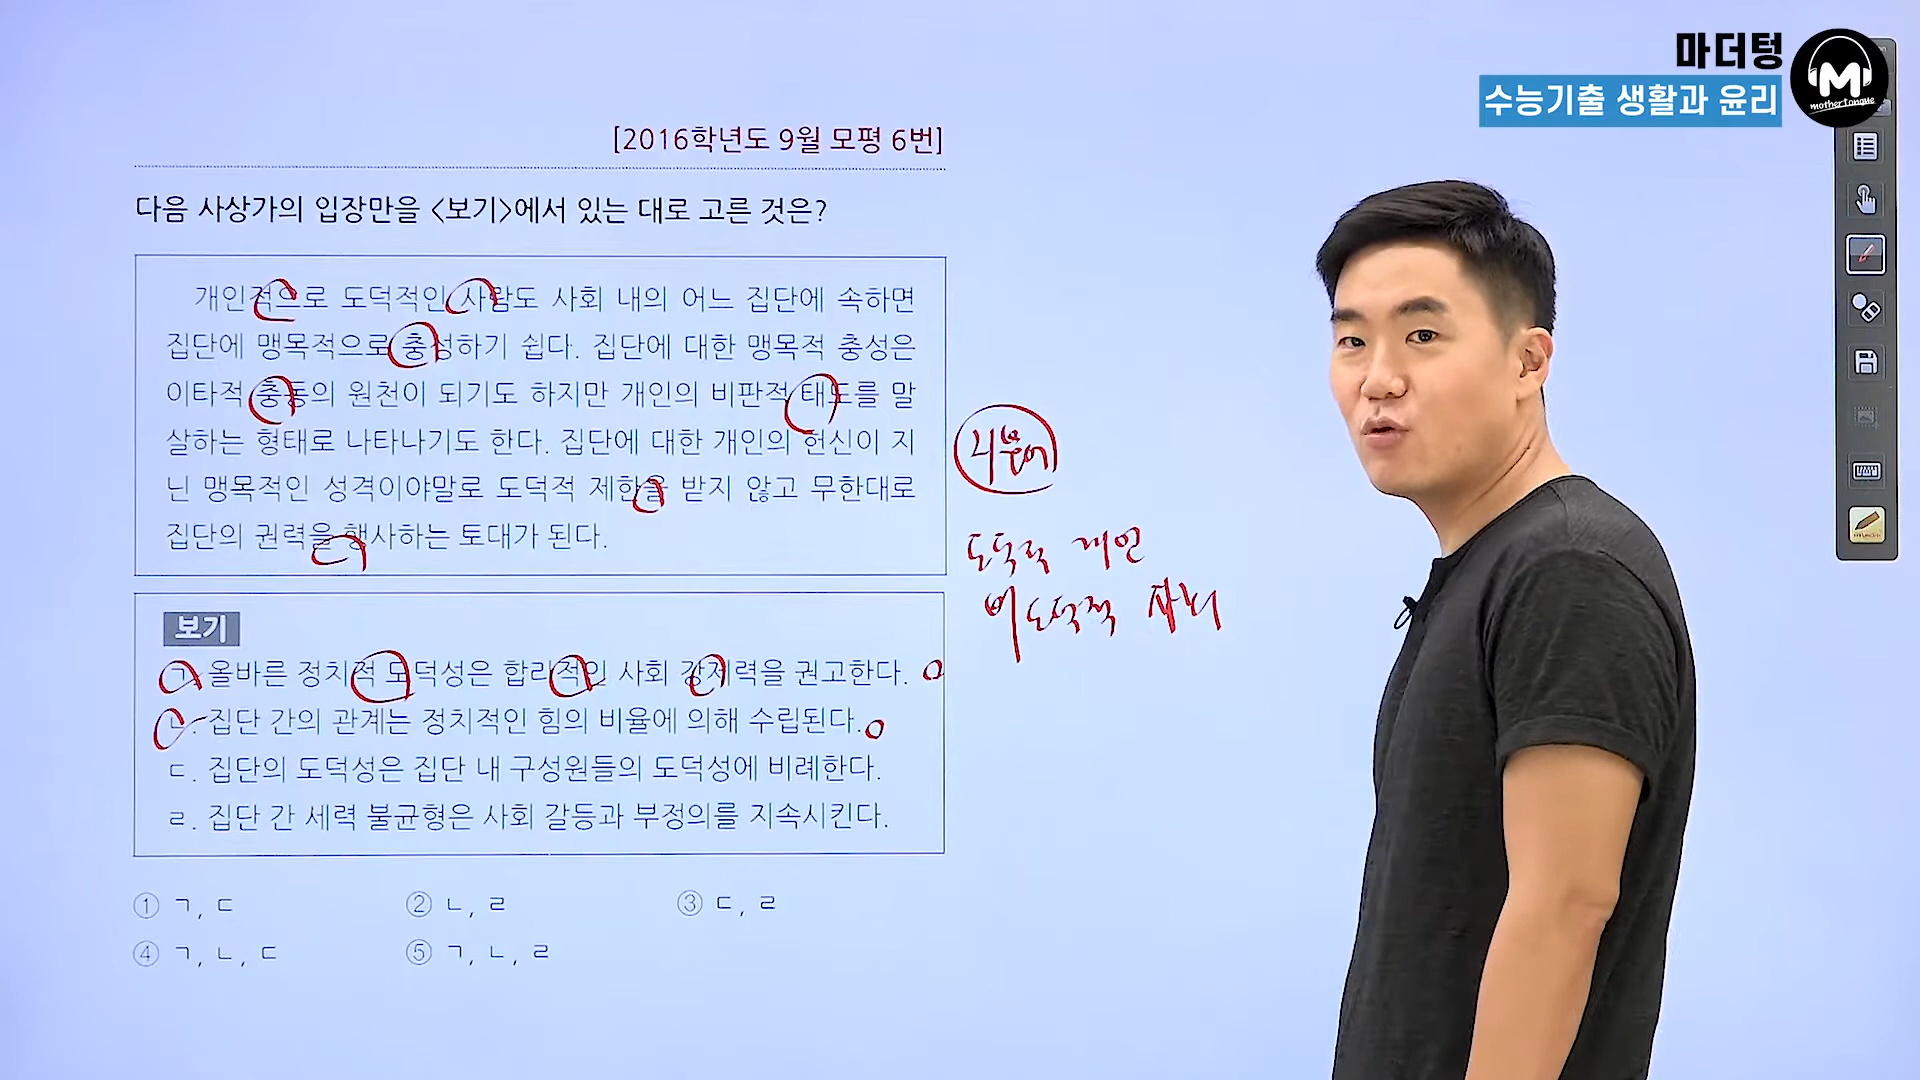 마더텅
수능기출 생활과 윤리
M
mothertongue
[2016학년도 9월 모평 6번]
다음 사상가의 입장만을 <보기>에서 있는 대로 고른 것은?
개인적으로 도덕적인 사람도 사회 내의 어느 집단에 속하면
집단에 맹목적으로 충성하기 쉽다. 집단에 대한 맹목적 충성은
이타적 충동의 원천이 되기도 하지만 개인의 비판적 태도를 말
살하는 형태로 나타나기도 한다. 집단에 대한 개인의 헌신이 지
닌 맹목적인 성격이야말로 도덕적 제한을 받지 않고 무한대로
집단의 권력을 행사하는 토대가 된다.
니부어
도덕적 개인
비도덕적 사회
보기
ㄱ. 올바른 정치적 도덕성은 합리적인 사회 강제력을 권고한다.
ㄴ. 집단 간의 관계는 정치적인 힘의 비율에 의해 수립된다.
ㄷ. 집단의 도덕성은 집단 내 구성원들의 도덕성에 비례한다.
ㄹ. 집단 간 세력 불균형은 사회 갈등과 부정의를 지속시킨다.
① ㄱ, ㄷ ② ㄴ, ㄹ ③ ㄷ, ㄹ
④ ㄱ, ㄴ, ㄷ ⑤ ㄱ, ㄴ, ㄹ